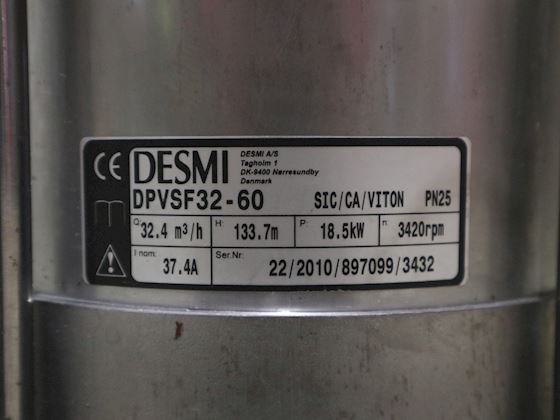 CE DESMI
DESMI A/S
Tagholm 1
DK-9400 Nørresundby
Denmark
DPVSF32-60 SIC/CA/VITON PN25
Q: 32.4 m³/h H: 133.7m P: 18.5kW n: 3420rpm
I nom: 37.4A Ser.Nr: 22/2010/897099/3432